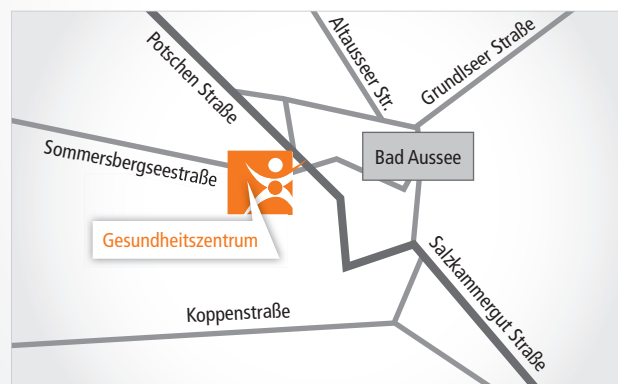 Potschen Straße
Altausseer Str.
Grundlseer Straße
Sommersbergseestraße
Bad Aussee
Gesundheitszentrum
Koppenstraße
Salzkammergut Straße